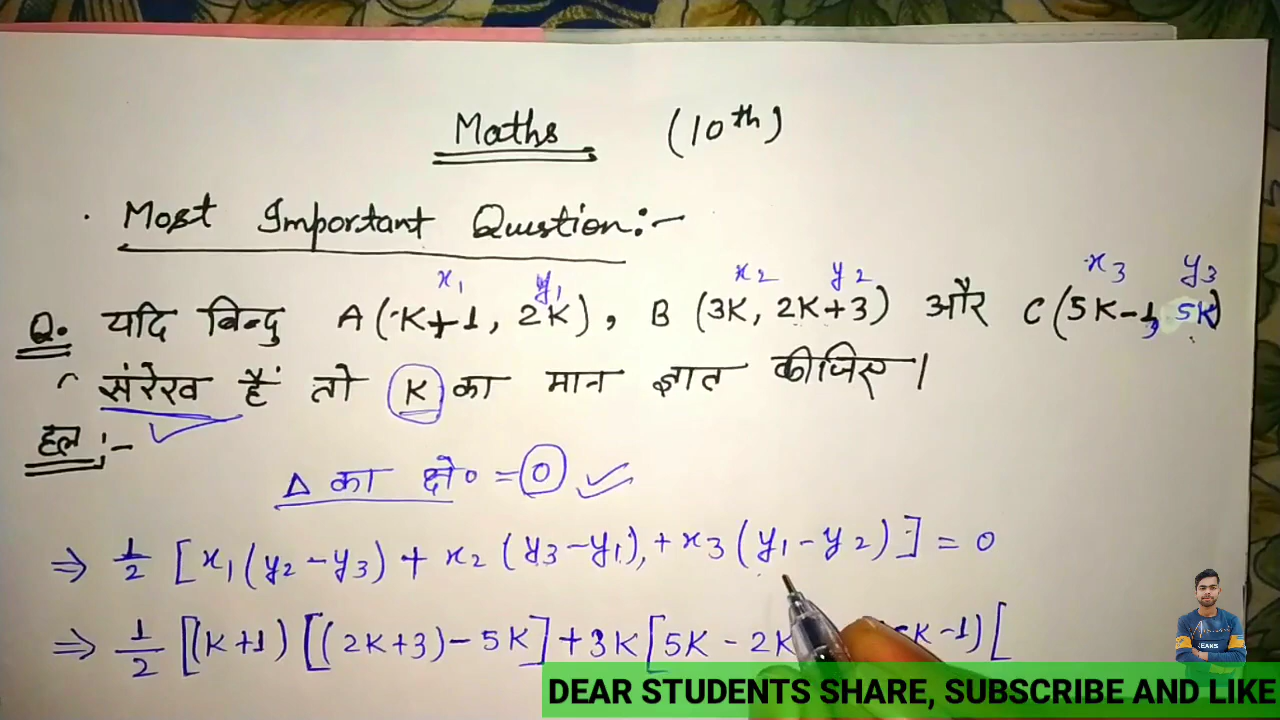 Maths (10th)
Most Important Question:-
x1 y1 x2 y2 x3 y3
Q. यदि बिन्दु A(K+1, 2K), B (3K, 2K+3) और C (5K-1, 5K)
संरेख हैं तो K का मान ज्ञात कीजिए।
हल :-
Δ का क्षे० = 0
⇒ 1/2 [x1(y2-y3) + x2 (y3-y1) + x3 (y1-y2)] = 0
⇒ 1/2 [(K+1) [(2K+3)-5K] + 3K [5K - 2K 5K-1) [
DEAR STUDENTS SHARE, SUBSCRIBE AND LIKE